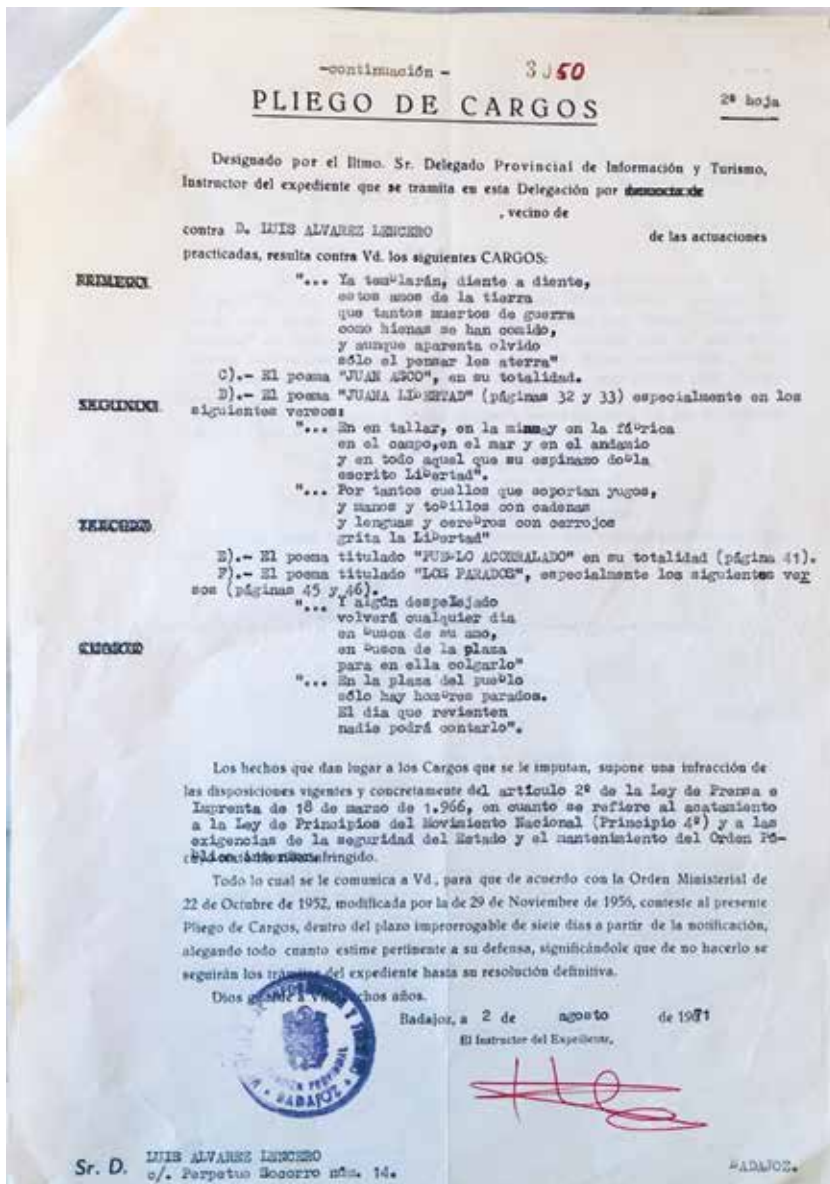 -continuación -
3J50
PLIEGO DE CARGOS
2ª hoja
Designado por el Iltmo. Sr. Delegado Provincial de Información y Turismo,
Instructor del expediente que se tramita en esta Delegación por denuncia de
, vecino de
contra D. LUIS ALVAREZ LENCERO de las actuaciones
practicadas, resulta contra Vd. los siguientes CARGOS:
PRIMERO.
"... Ya temblarán, diente a diente,
estos amos de la tierra
que tantos muertos de guerra
como hienas se han comido,
y aunque aparenta olvido
sólo el pensar les aterra"
C).- El poema "JUAN ASCO", en su totalidad.
D).- El poema "JUANA LIBERTAD" (páginas 32 y 33) especialmente en los
SEGUNDO.
siguientes versos:
"... En en tallar, en la mina y en la fábrica
en el campo,en el mar y en el andamio
y en todo aquel que su espinazo dobla
escrito Libertad".
"... Por tantos cuellos que soportan yugos,
y manos y tobillos con cadenas
y lenguas y cerebros con cerrojos
grita la Libertad"
TERCERO.
E).- El poema titulado "PUEBLO ACORRALADO" en su totalidad (página 41).
F).- El poema titulado "LOS PARADOS", especialmente los siguientes ver
sos (páginas 45 y 46).
"... Y algún despellejado
volverá cualquier día
en busca de su amo,
en busca de la plaza
para en ella colgarlo"
CUARTO
"... En la plaza del pueblo
sólo hay hombres parados.
El día que revienten
nadie podrá contarlo".
Los hechos que dan lugar a los Cargos que se le imputan, supone una infracción de
las disposiciones vigentes y concretamente del artículo 2º de la Ley de Prensa e
Imprenta de 18 de marzo de 1.966, en cuanto se refiere al acatamiento
a la Ley de Principios del Movimiento Nacional (Principio 4º) y a las
exigencias de la seguridad del Estado y el mantenimiento del Orden Pú-
blico interior infringido.
Todo lo cual se le comunica a Vd., para que de acuerdo con la Orden Ministerial de
22 de Octubre de 1952, modificada por la de 29 de Noviembre de 1956, conteste al presente
Pliego de Cargos, dentro del plazo improrrogable de siete días a partir de la notificación,
alegando todo cuanto estime pertinente a su defensa, significándole que de no hacerlo se
seguirán los trámites del expediente hasta su resolución definitiva.
Dios guarde a Vd. muchos años.
Badajoz, a 2 de agosto de 1971
El Instructor del Expediente,
BADAJOZ
Sr. D. LUIS ALVAREZ LENCERO
c/. Perpetuo Socorro núm. 14.
BADAJOZ.